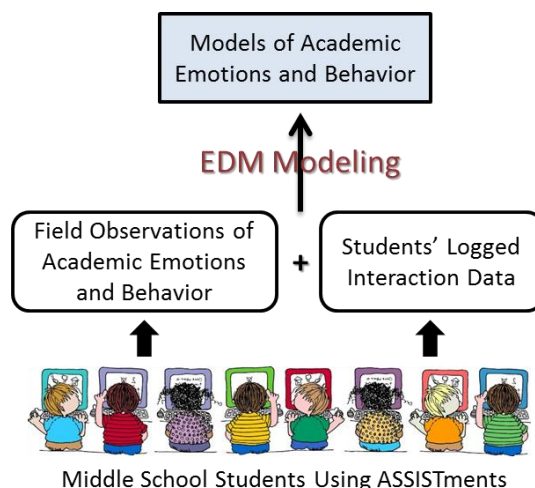 Models of Academic
Emotions and Behavior
EDM Modeling
Field Observations of
Academic Emotions
and Behavior
+
Students' Logged
Interaction Data
Middle School Students Using ASSISTments